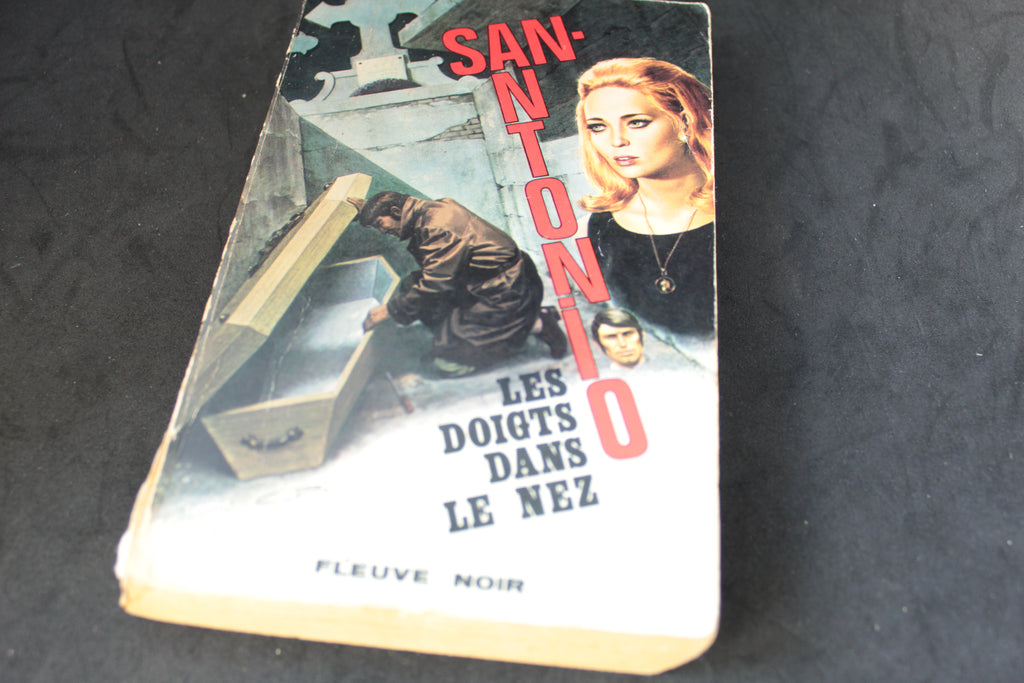 SAN-
ANTONIO
LES
DOIGTS
DANS
LE NEZ
FLEUVE NOIR